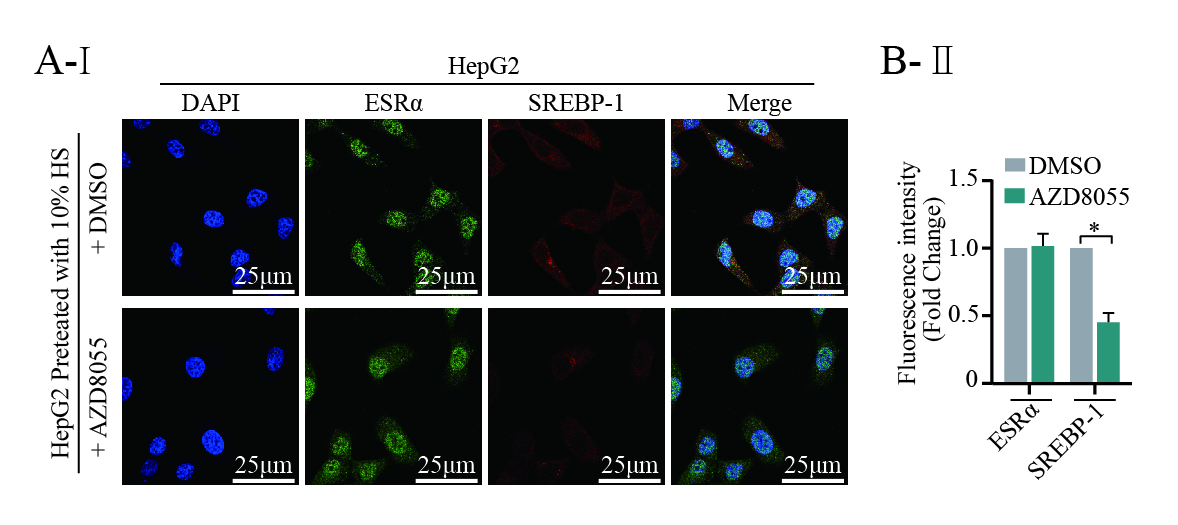 A-Ⅰ
HepG2
DAPI
ESRα
SREBP-1
Merge
HepG2 Preteated with 10% HS
+ DMSO
25μm
25μm
25μm
25μm
+ AZD8055
25μm
25μm
25μm
25μm
B- Ⅱ
DMSO
AZD8055
Fluorescence intensity
(Fold Change)
1.5
1.0
0.5
0
*
ESRα
SREBP-1